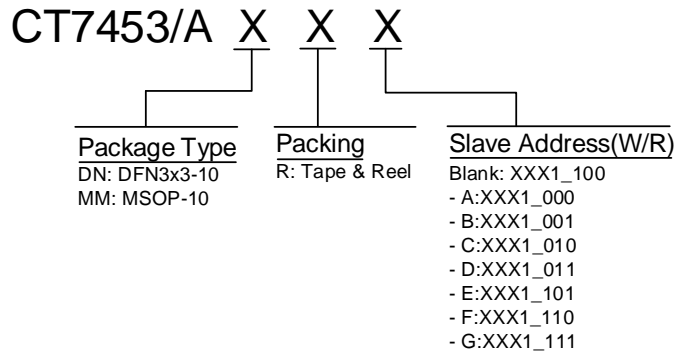 CT7453/A X X X
Package Type
DN: DFN3x3-10
MM: MSOP-10
Packing
R: Tape & Reel
Slave Address(W/R)
Blank: XXX1_100
- A:XXX1_000
- B:XXX1_001
- C:XXX1_010
- D:XXX1_011
- E:XXX1_101
- F:XXX1_110
- G:XXX1_111